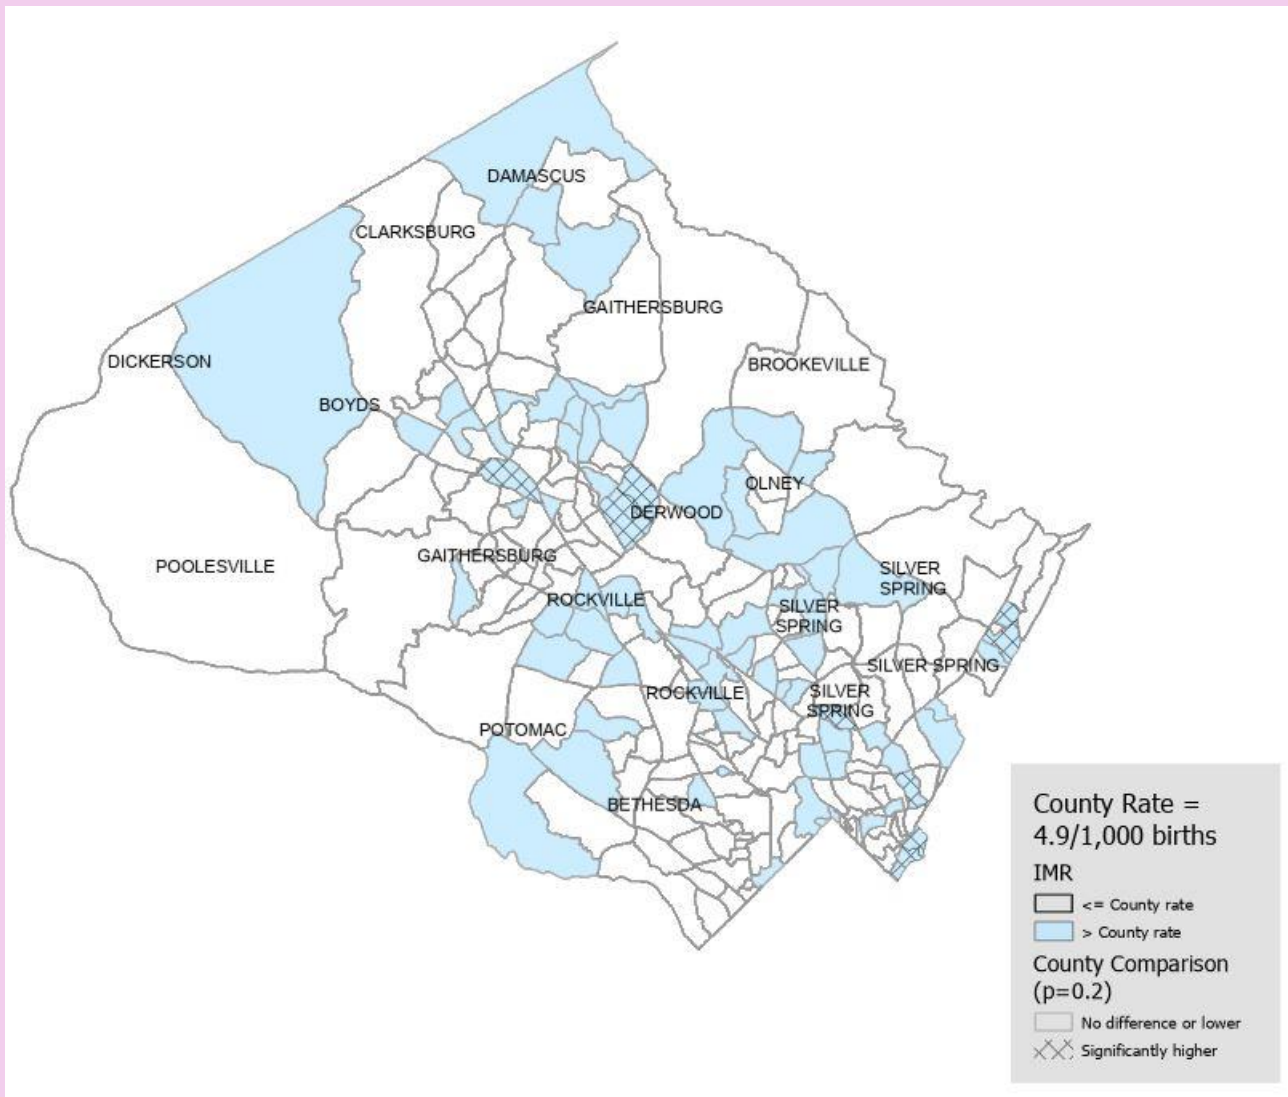 DAMASCUS
CLARKSBURG
GAITHERSBURG
DICKERSON
BROOKEVILLE
BOYDS
OLNEY
DERWOOD
GAITHERSBURG
POOLESVILLE
SILVER
SPRING
ROCKVILLE
SILVER
SPRING
SILVER SPRING
ROCKVILLE
SILVER
SPRING
POTOMAC
BETHESDA
County Rate =
4.9/1,000 births
IMR
<= County rate
> County rate
County Comparison
(p=0.2)
No difference or lower
Significantly higher